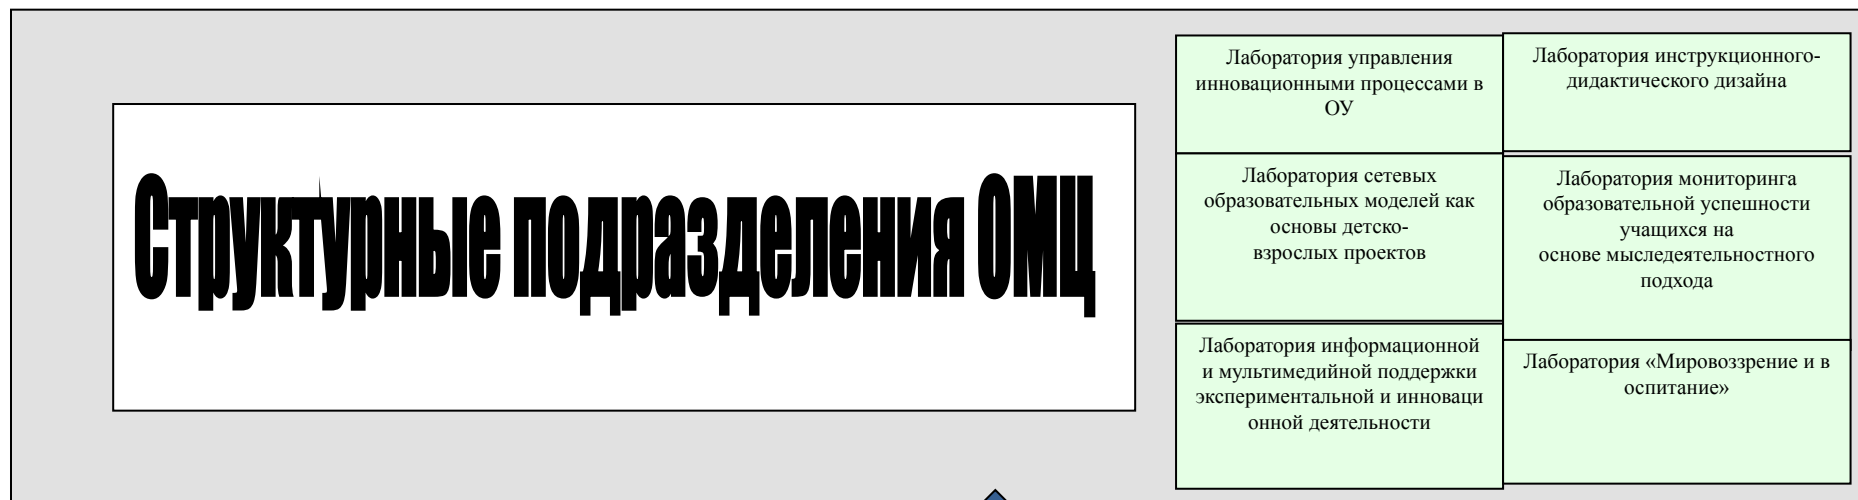 Структурные подразделения ОМЦ
Лаборатория управления
инновационными процессами в
ОУ
Лаборатория инструкционного-
дидактического дизайна
Лаборатория сетевых
образовательных моделей как
основы детско-
взрослых проектов
Лаборатория мониторинга
образовательной успешности
учащихся на
основе мыследеятельностного
подхода
Лаборатория информационной
и мультимедийной поддержки
экспериментальной и инноваци
онной деятельности
Лаборатория «Мировоззрение и в
оспитание»